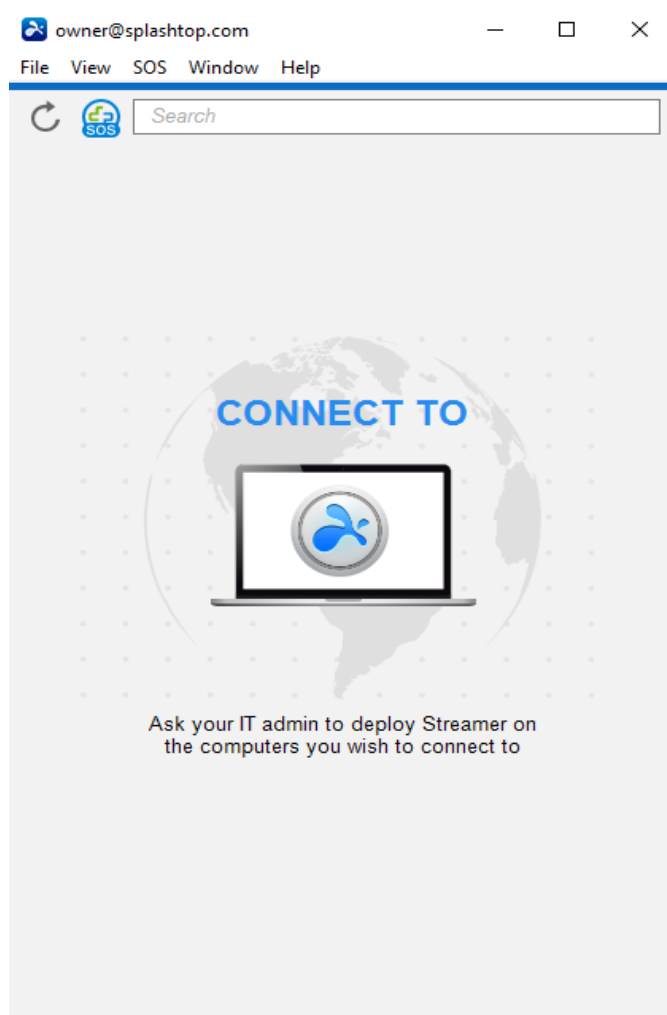 owner@splashtop.com
File View SOS Window Help
SOS Search
CONNECT TO
Ask your IT admin to deploy Streamer on
the computers you wish to connect to